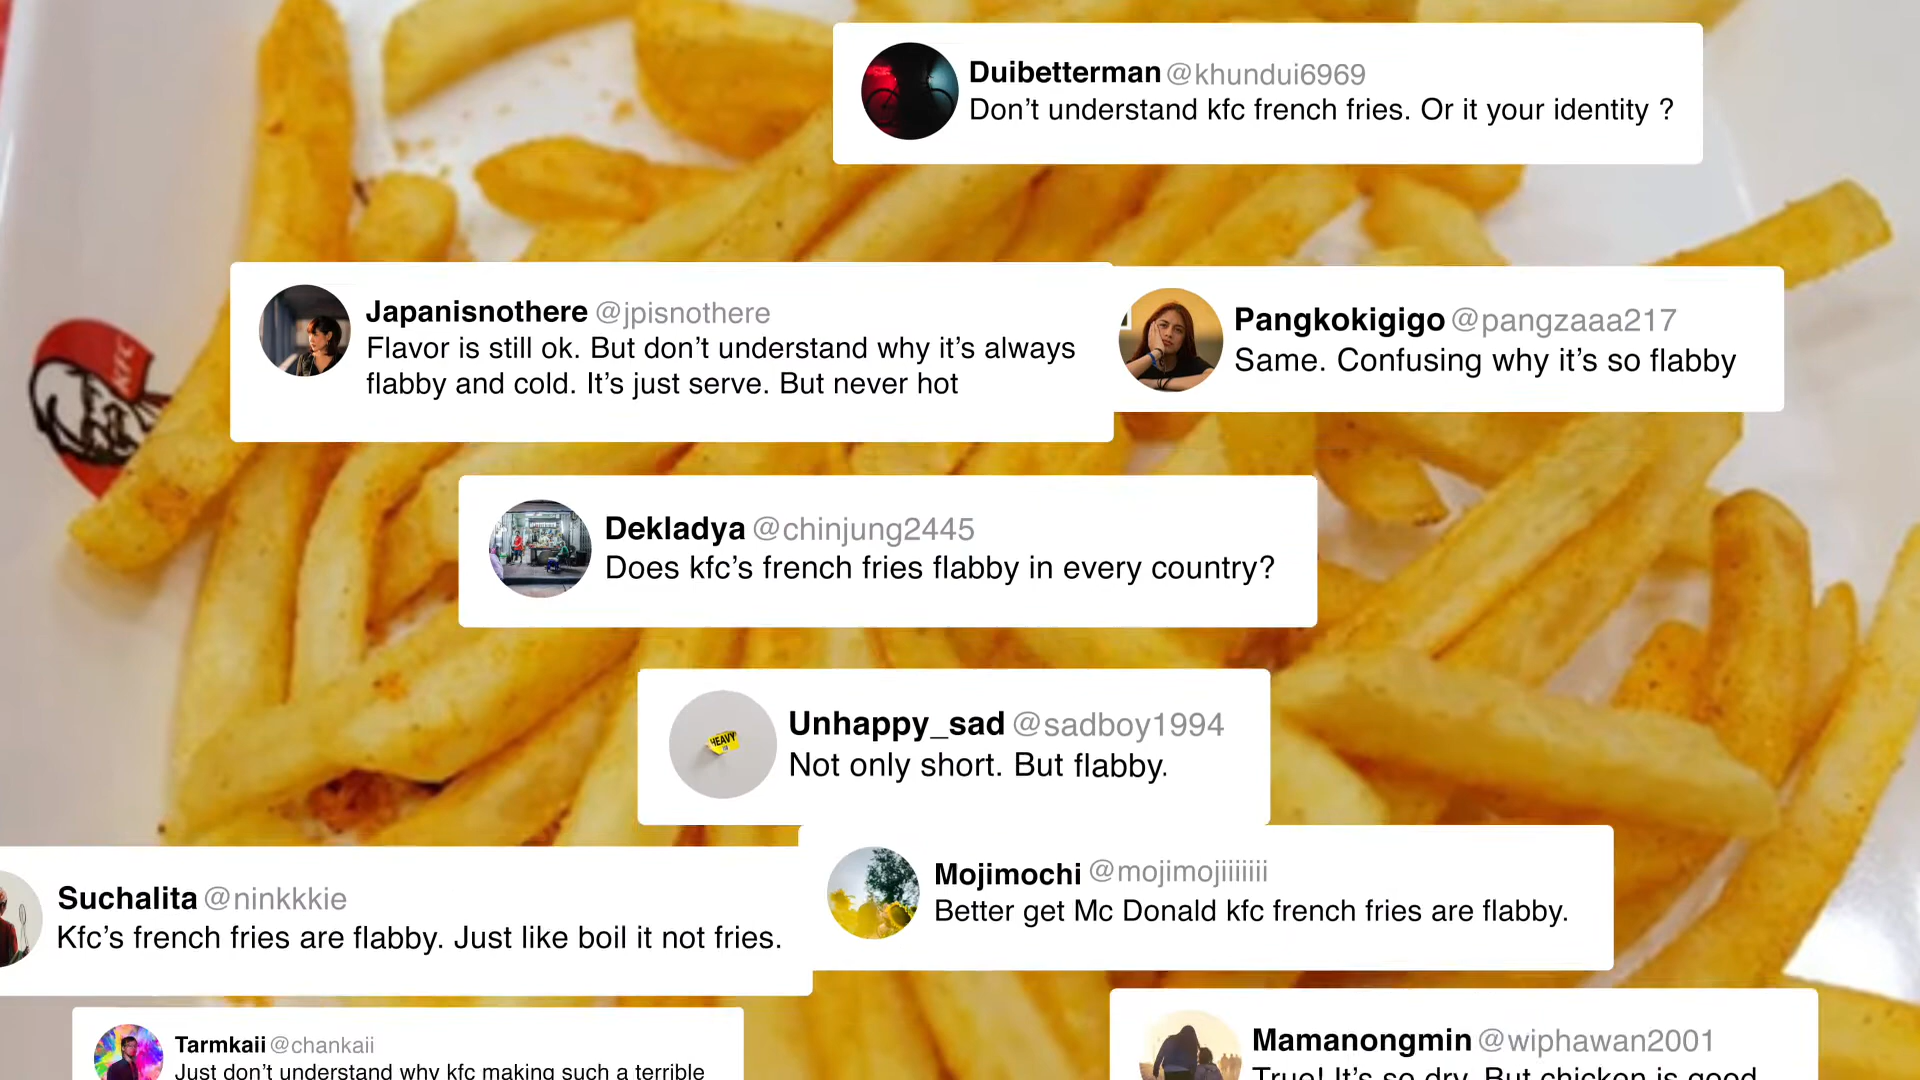 Duibetterman @khundui6969
Don't understand kfc french fries. Or it your identity ?
Japanisnothere @jpisnothere
Flavor is still ok. But don't understand why it's always
flabby and cold. It's just serve. But never hot
Pangkokigigo @pangzaaa217
Same. Confusing why it's so flabby
KFC
Dekladya @chinjung2445
Does kfc's french fries flabby in every country?
Unhappy_sad @sadboy1994
Not only short. But flabby.
HEAVY
Mojimochi @mojimojiiiiiii
Better get Mc Donald kfc french fries are flabby.
Suchalita @ninkkkie
Kfc's french fries are flabby. Just like boil it not fries.
Tarmkaii @chankaii
Just don't understand why kfc making such a terrible
Mamanongmin @wiphawan2001
True! It's so dry. But chicken is good